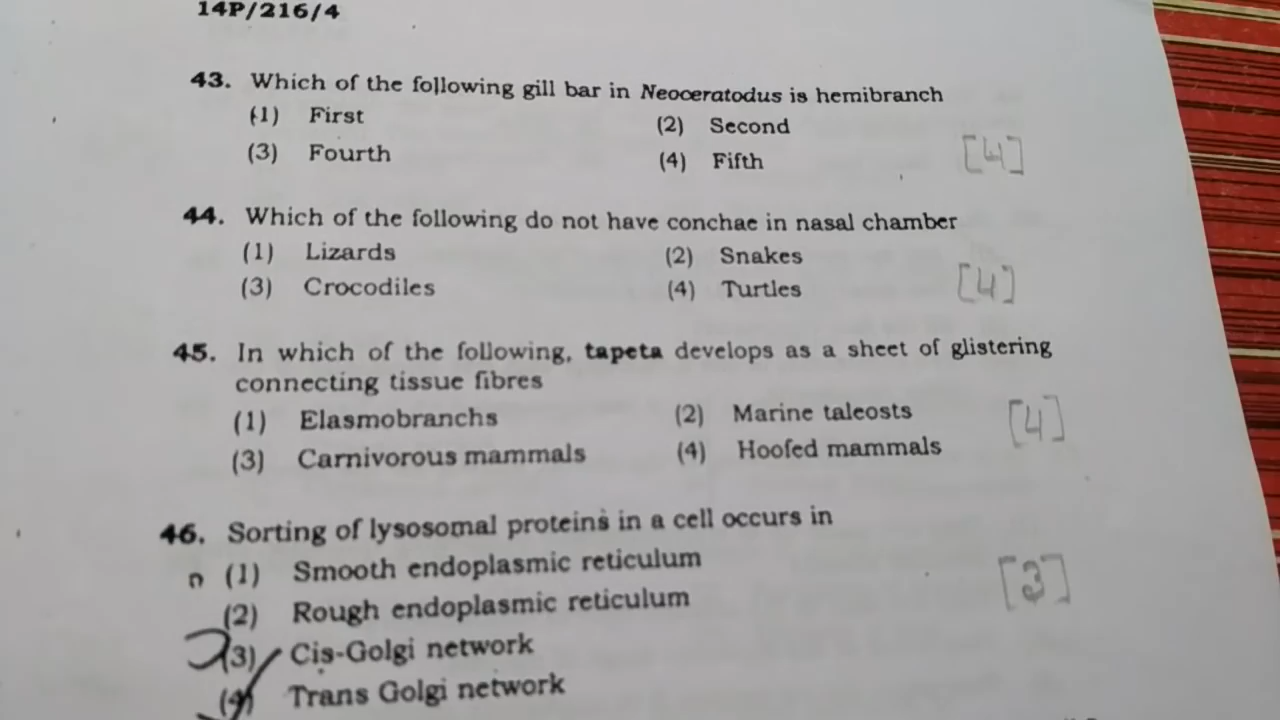 14P/216/4
43. Which of the following gill bar in Neoceratodus is hemibranch
(1) First (2) Second
(3) Fourth (4) Fifth [4]
44. Which of the following do not have conchae in nasal chamber
(1) Lizards (2) Snakes
(3) Crocodiles (4) Turtles [4]
45. In which of the following, tapeta develops as a sheet of glistering
connecting tissue fibres
(1) Elasmobranchs (2) Marine taleosts [4]
(3) Carnivorous mammals (4) Hoofed mammals
46. Sorting of lysosomal proteins in a cell occurs in
(1) Smooth endoplasmic reticulum [3]
(2) Rough endoplasmic reticulum
(3) Cis-Golgi network
(4) Trans Golgi network